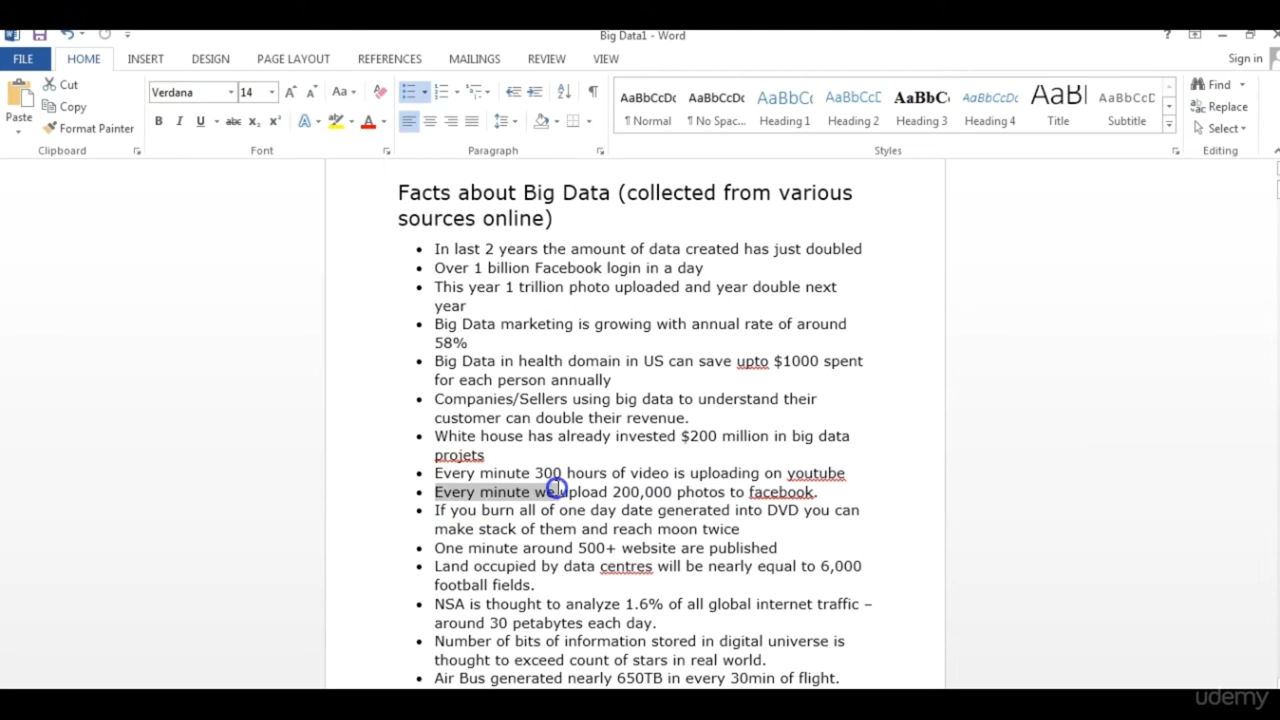 Big Data1 - Word
?
FILE HOME INSERT DESIGN PAGE LAYOUT REFERENCES MAILINGS REVIEW VIEW Sign in
Paste Cut Copy Format Painter
Verdana 14
B I U abc x₂ x² A A
AaBbCcDc AaBbCcDc AaBbC( AaBbCcD AaBbC( AaBbCcDc AaBl AaBbCcDc
¶ Normal ¶ No Spac... Heading 1 Heading 2 Heading 3 Heading 4 Title Subtitle
Find
Replace
Select
Clipboard Font Paragraph Styles Editing
Facts about Big Data (collected from various
sources online)
• In last 2 years the amount of data created has just doubled
• Over 1 billion Facebook login in a day
• This year 1 trillion photo uploaded and year double next
year
• Big Data marketing is growing with annual rate of around
58%
• Big Data in health domain in US can save upto $1000 spent
for each person annually
• Companies/Sellers using big data to understand their
customer can double their revenue.
• White house has already invested $200 million in big data
projets
• Every minute 300 hours of video is uploading on youtube
• Every minute we upload 200,000 photos to facebook.
• If you burn all of one day date generated into DVD you can
make stack of them and reach moon twice
• One minute around 500+ website are published
• Land occupied by data centres will be nearly equal to 6,000
football fields.
• NSA is thought to analyze 1.6% of all global internet traffic –
around 30 petabytes each day.
• Number of bits of information stored in digital universe is
thought to exceed count of stars in real world.
• Air Bus generated nearly 650TB in every 30min of flight.
udemy